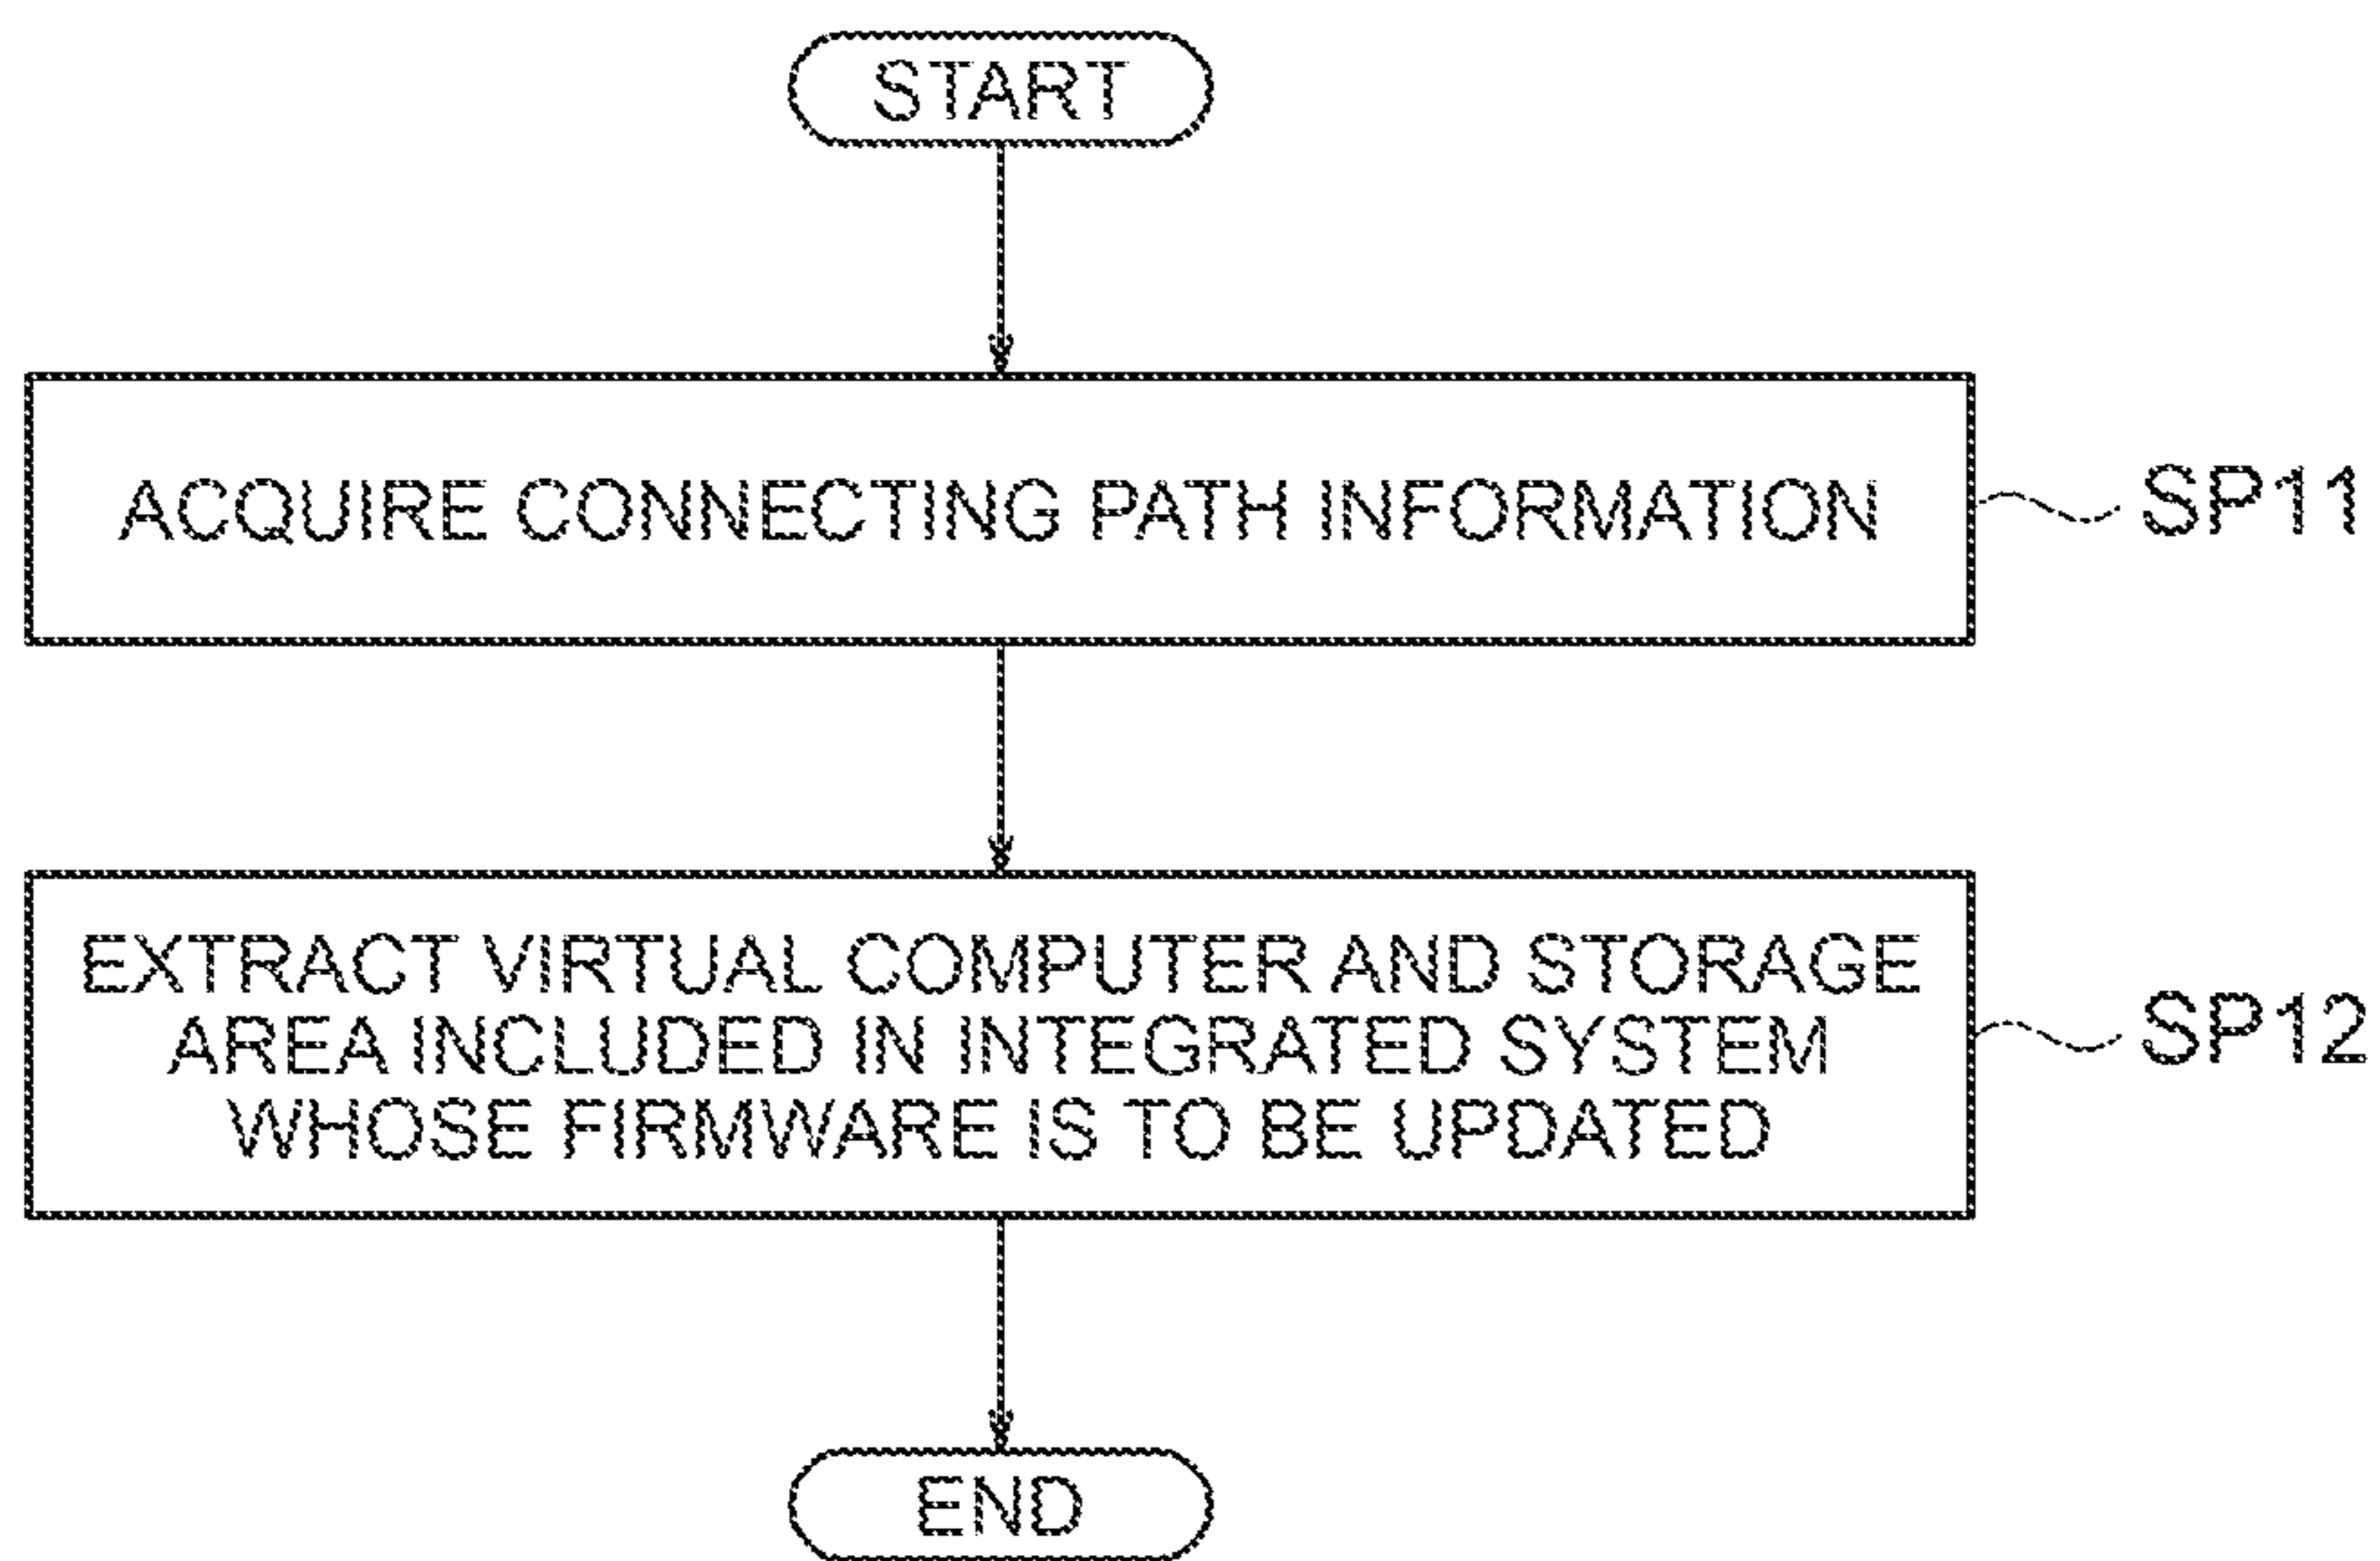 START
ACQUIRE CONNECTING PATH INFORMATION
SP11
EXTRACT VIRTUAL COMPUTER AND STORAGE
AREA INCLUDED IN INTEGRATED SYSTEM
WHOSE FIRMWARE IS TO BE UPDATED
SP12
END